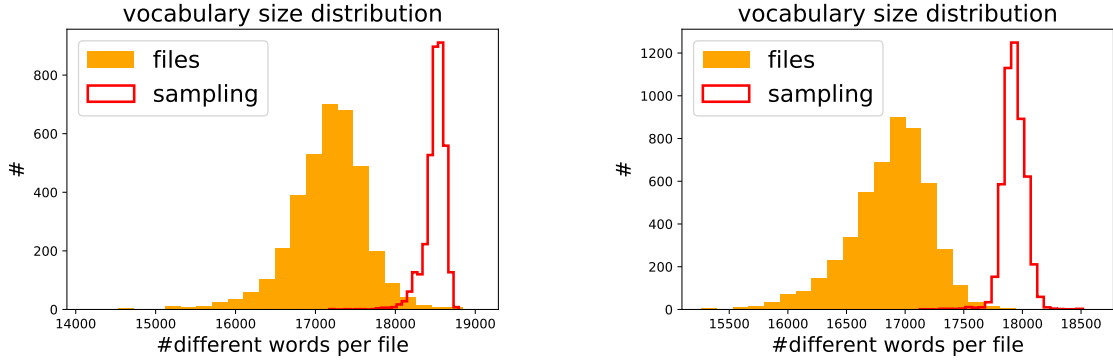 vocabulary size distribution
files
sampling
#
800
600
400
200
0
14000 15000 16000 17000 18000 19000
#different words per file
vocabulary size distribution
files
sampling
#
1200
1000
800
600
400
200
0
15500 16000 16500 17000 17500 18000 18500
#different words per file